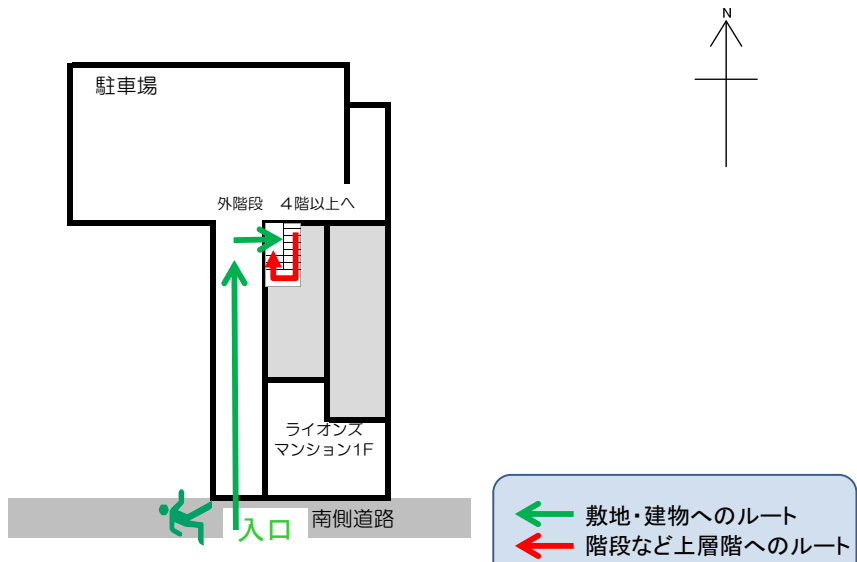 N
駐車場
外階段　４階以上へ
ライオンズ
マンション1F
入口
南側道路
敷地・建物へのルート
階段など上層階へのルート